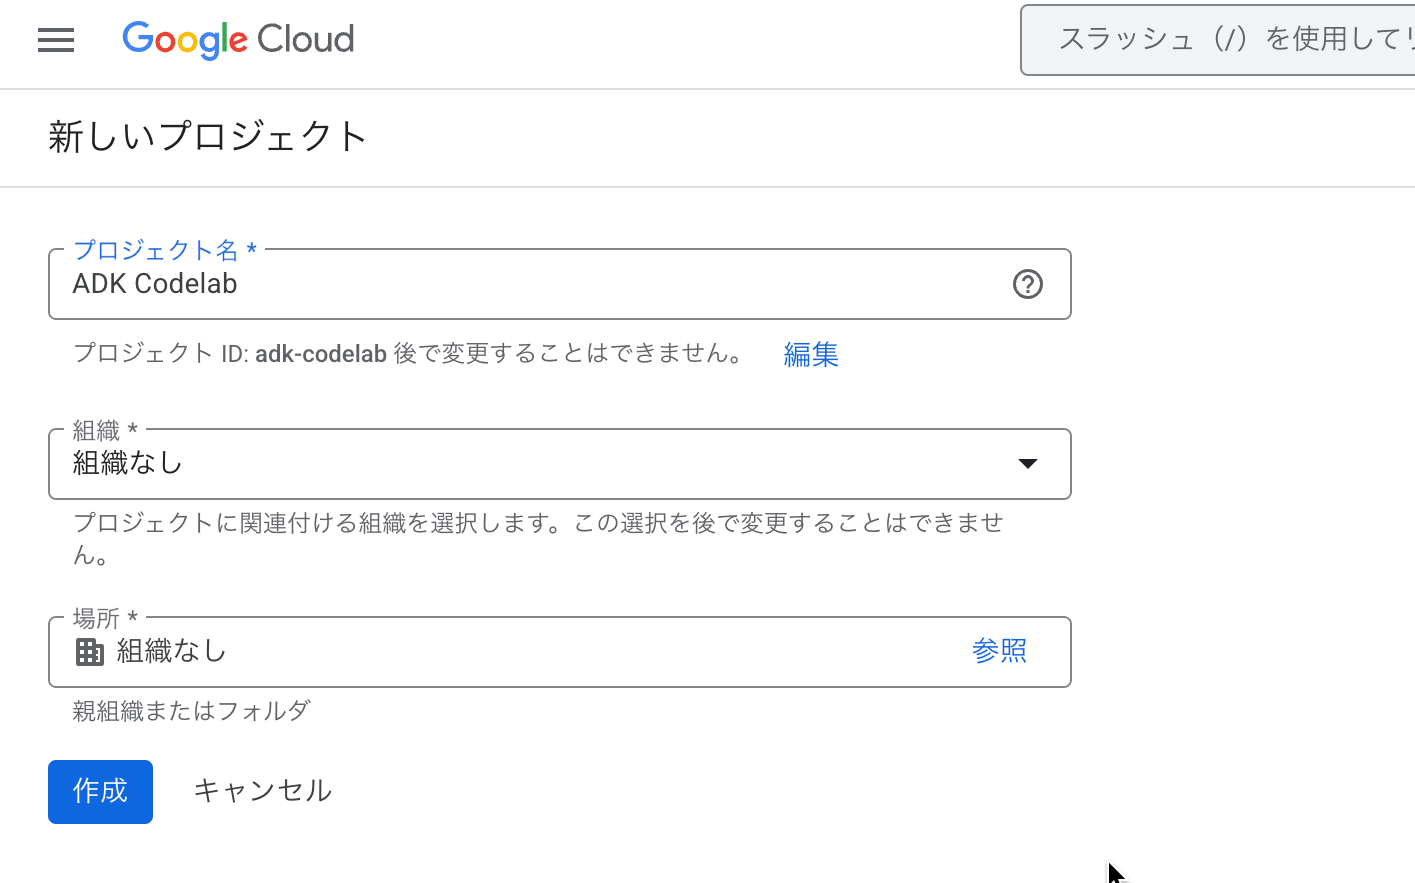 Google Cloud
スラッシュ（/）を使用して
新しいプロジェクト
プロジェクト名 *
ADK Codelab
プロジェクト ID: adk-codelab 後で変更することはできません。 編集
組織 *
組織なし
プロジェクトに関連付ける組織を選択します。この選択を後で変更することはできませ
ん。
場所 *
組織なし 参照
親組織またはフォルダ
作成 キャンセル